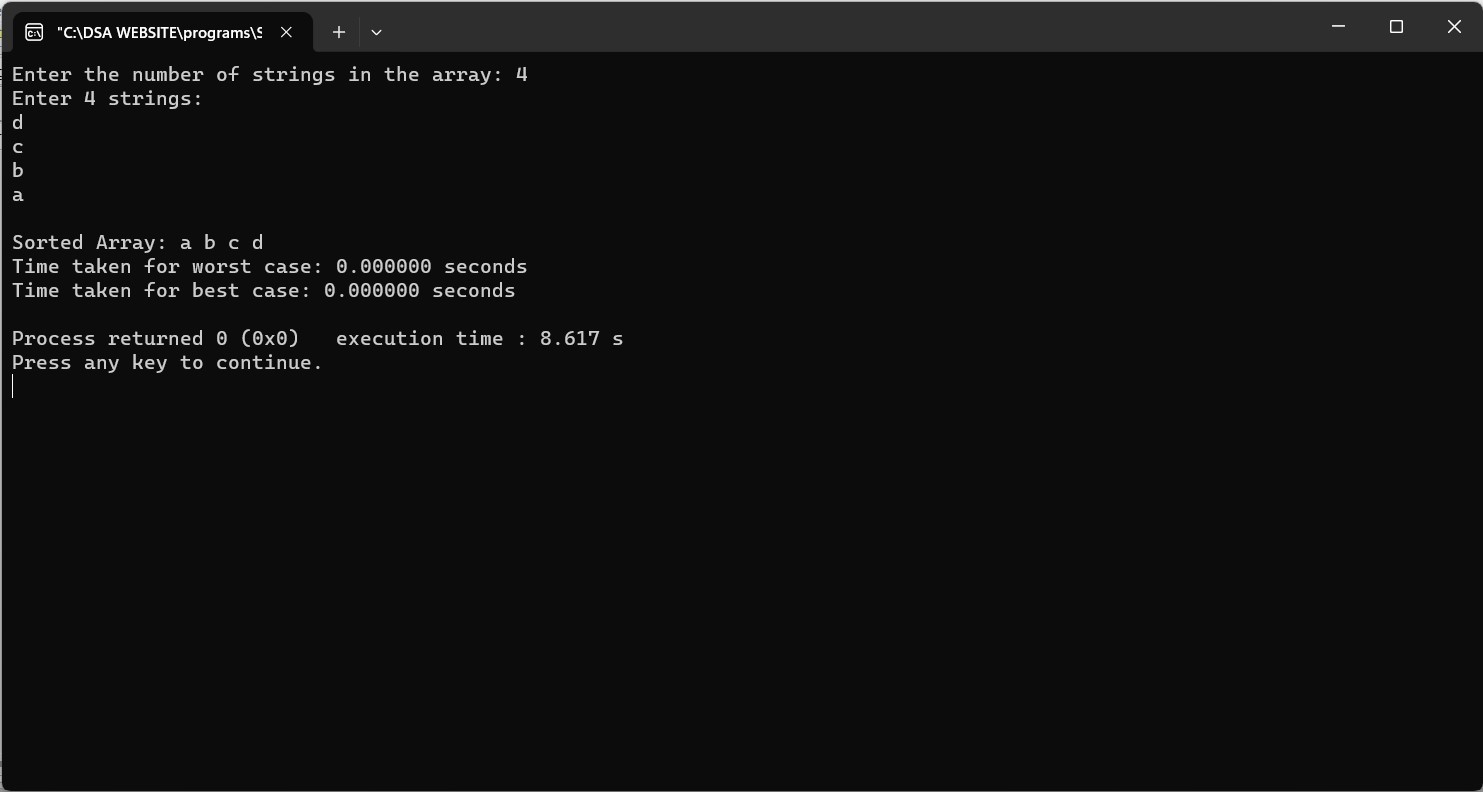 "C:\DSA WEBSITE\programs\S
Enter the number of strings in the array: 4
Enter 4 strings:
d
c
b
a
Sorted Array: a b c d
Time taken for worst case: 0.000000 seconds
Time taken for best case: 0.000000 seconds
Process returned 0 (0x0)   execution time : 8.617 s
Press any key to continue.